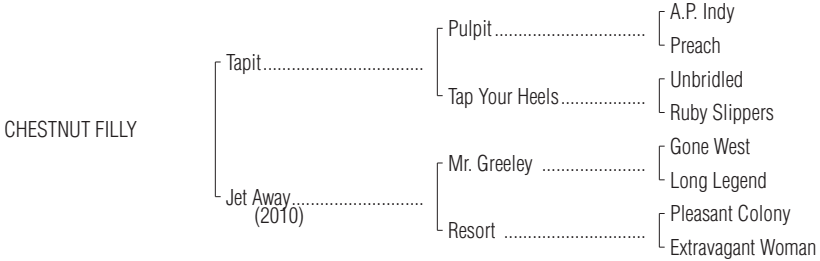 A.P. Indy
Pulpit..............................
Preach
Tapit................................
Unbridled
Tap Your Heels.................
Ruby Slippers
CHESTNUT FILLY
Gone West
Mr. Greeley .....................
Long Legend
Jet Away..........................
(2010)
Pleasant Colony
Resort ............................
Extravagant Woman